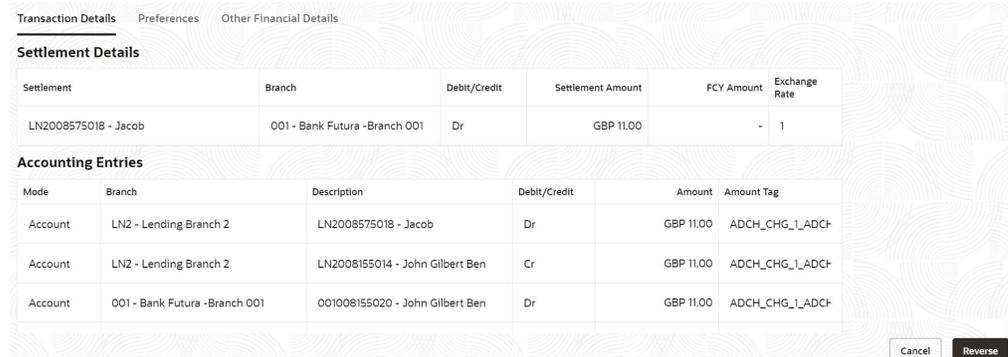 Transaction Details Preferences Other Financial Details
Settlement Details
Settlement Branch Debit/Credit Settlement Amount FCY Amount Exchange Rate
LN2008575018 - Jacob 001 - Bank Futura -Branch 001 Dr GBP 11.00 - 1
Accounting Entries
Mode Branch Description Debit/Credit Amount Amount Tag
Account LN2 - Lending Branch 2 LN2008575018 - Jacob Dr GBP 11.00 ADCH_CHG_1_ADCH
Account LN2 - Lending Branch 2 LN2008155014 - John Gilbert Ben Cr GBP 11.00 ADCH_CHG_1_ADCH
Account 001 - Bank Futura -Branch 001 001008155020 - John Gilbert Ben Dr GBP 11.00 ADCH_CHG_1_ADCH
Cancel Reverse